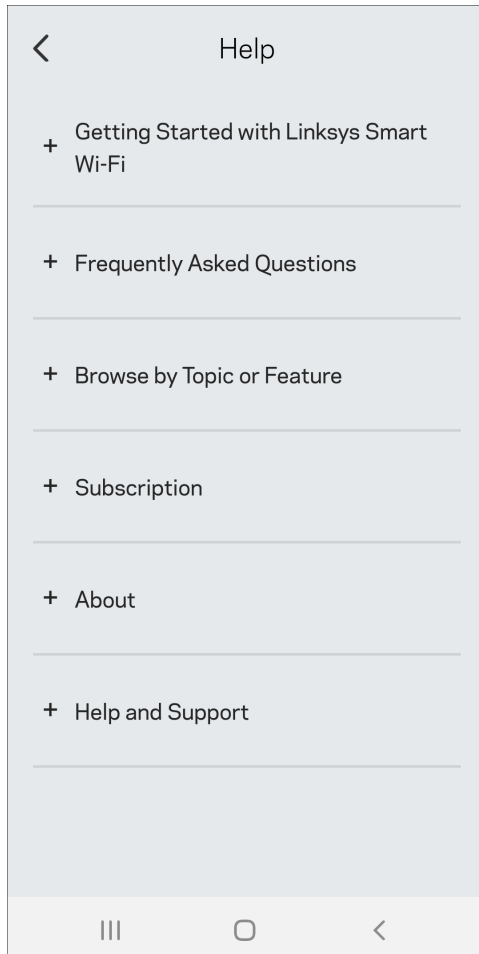 Help
Getting Started with Linksys Smart
Wi-Fi
Frequently Asked Questions
Browse by Topic or Feature
Subscription
About
Help and Support